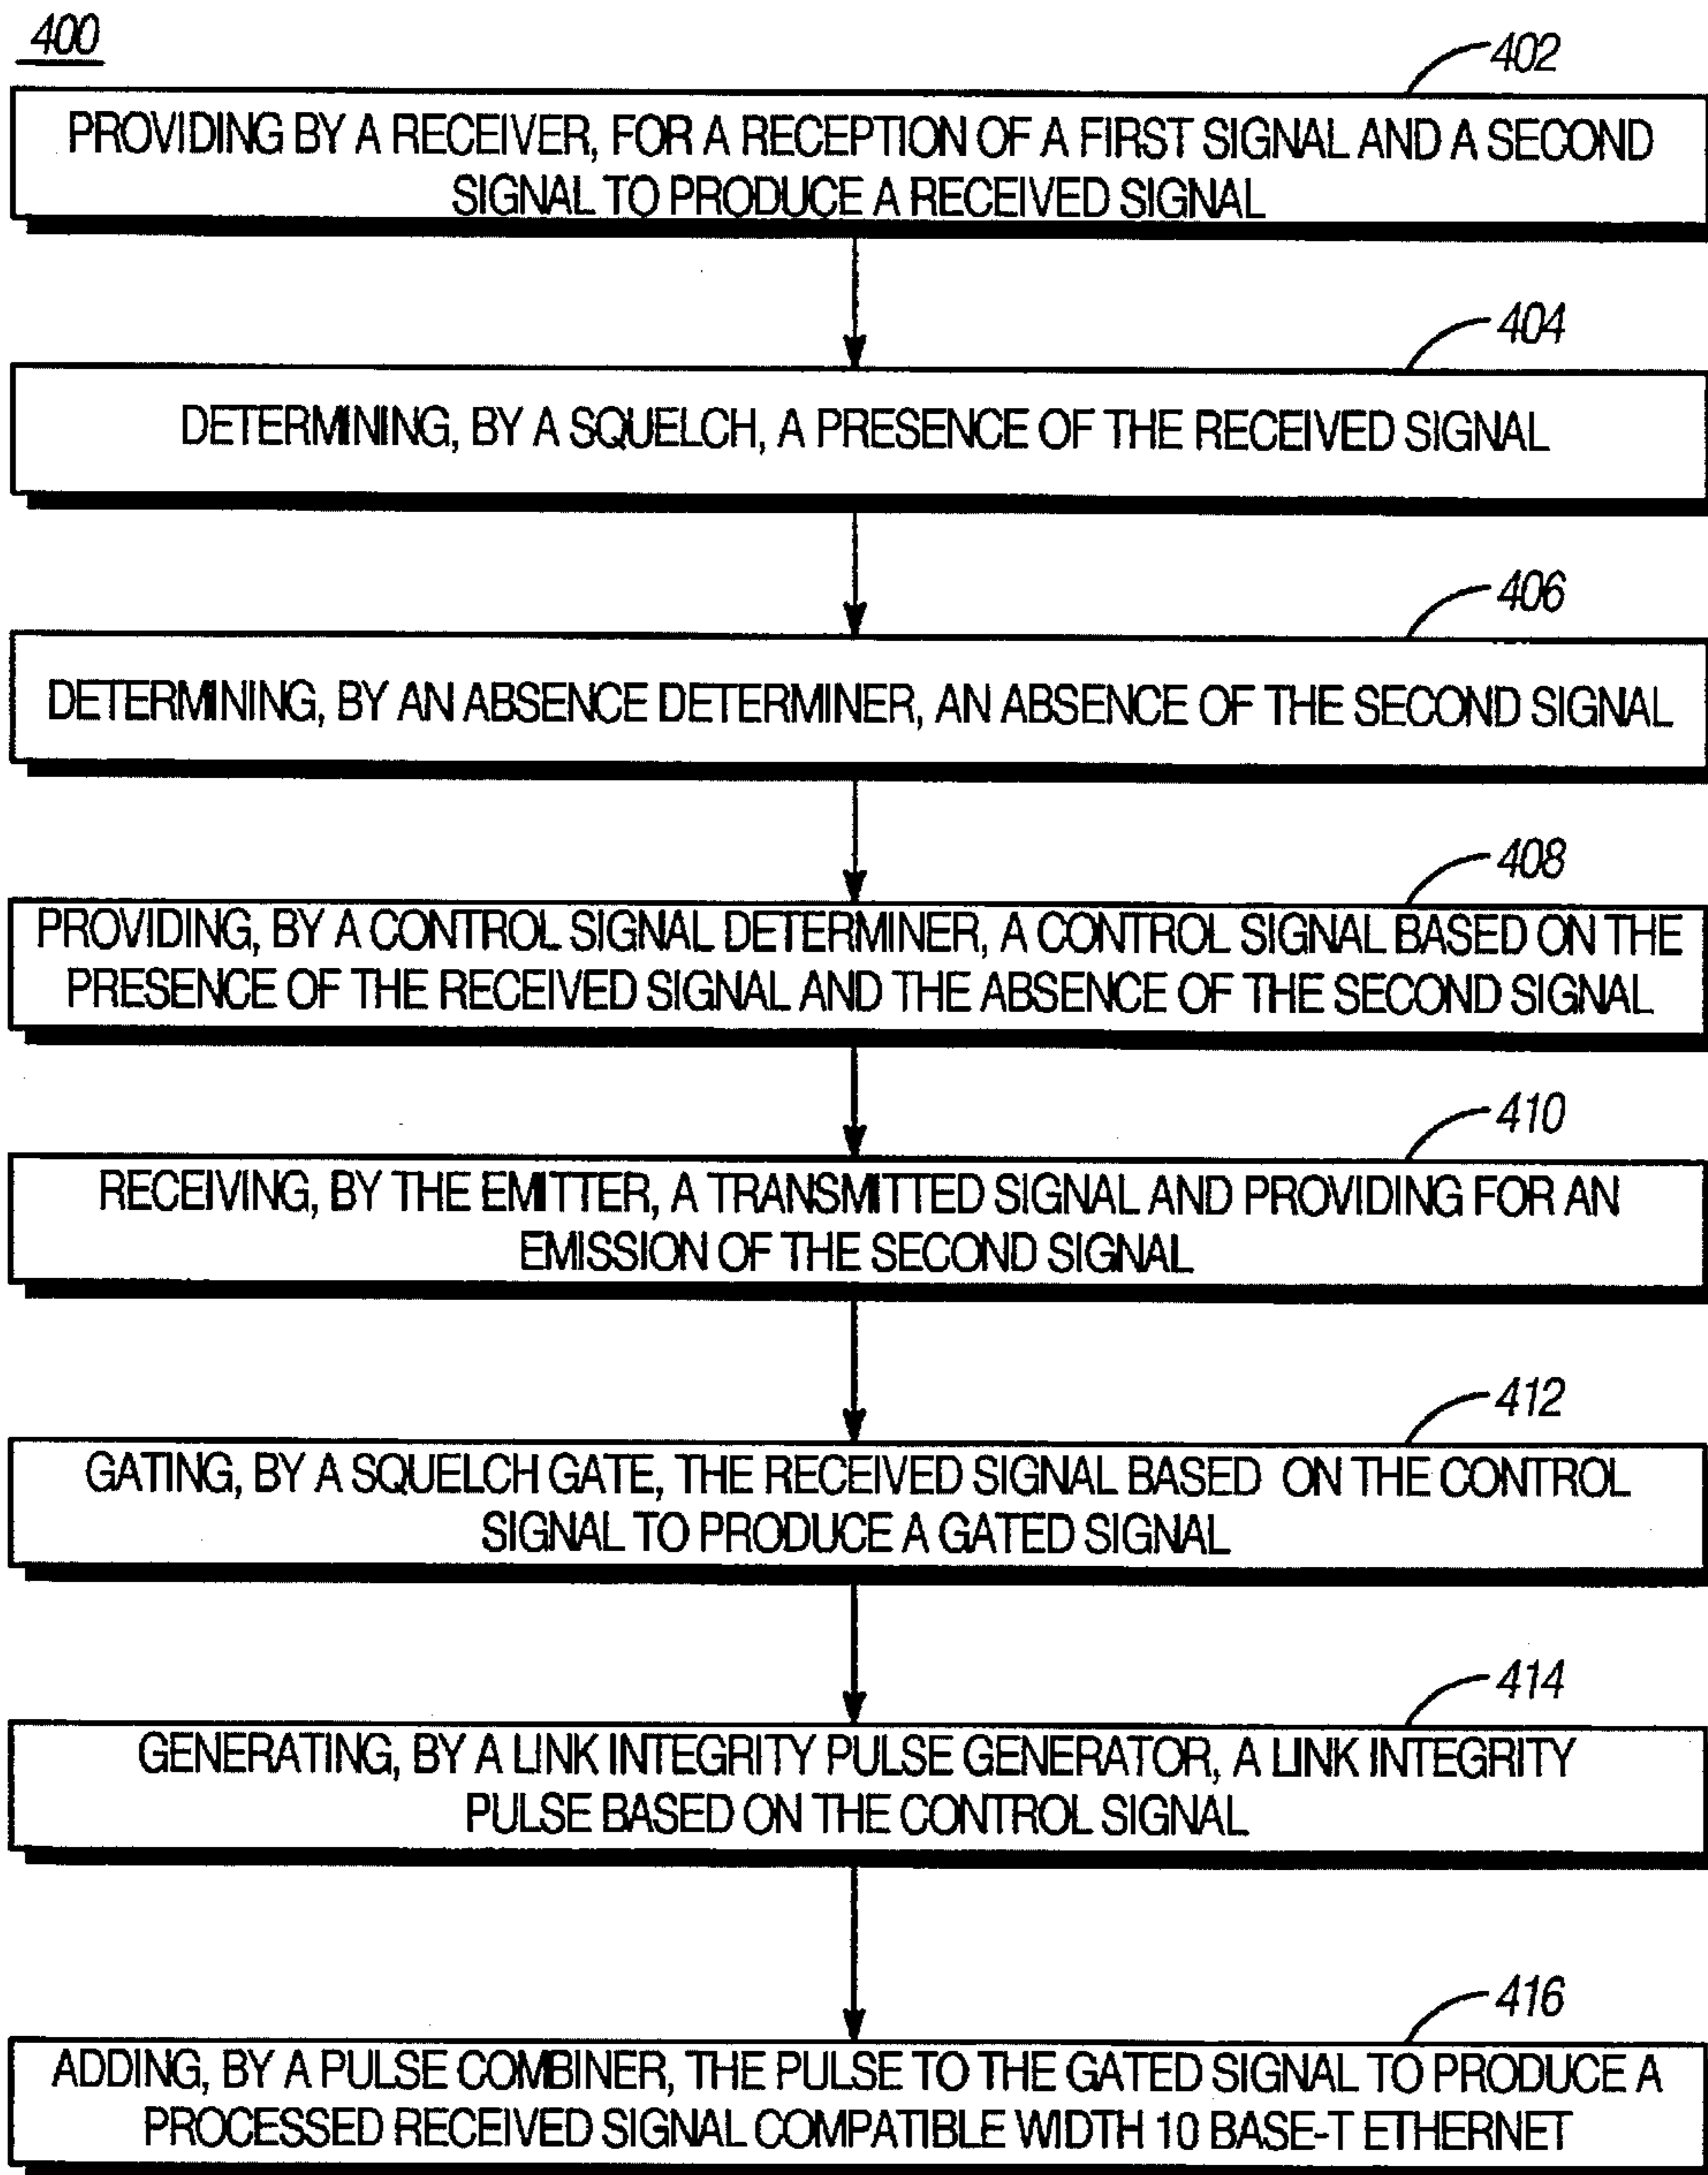 400
402
PROVIDING BY A RECEIVER, FOR A RECEPTION OF A FIRST SIGNAL AND A SECOND
SIGNAL TO PRODUCE A RECEIVED SIGNAL
404
DETERMINING, BY A SQUELCH, A PRESENCE OF THE RECEIVED SIGNAL
406
DETERMINING, BY AN ABSENCE DETERMINER, AN ABSENCE OF THE SECOND SIGNAL
408
PROVIDING, BY A CONTROL SIGNAL DETERMINER, A CONTROL SIGNAL BASED ON THE
PRESENCE OF THE RECEIVED SIGNAL AND THE ABSENCE OF THE SECOND SIGNAL
410
RECEIVING, BY THE EMITTER, A TRANSMITTED SIGNAL AND PROVIDING FOR AN
EMISSION OF THE SECOND SIGNAL
412
GATING, BY A SQUELCH GATE, THE RECEIVED SIGNAL BASED ON THE CONTROL
SIGNAL TO PRODUCE A GATED SIGNAL
414
GENERATING, BY A LINK INTEGRITY PULSE GENERATOR, A LINK INTEGRITY
PULSE BASED ON THE CONTROL SIGNAL
416
ADDING, BY A PULSE COMBINER, THE PULSE TO THE GATED SIGNAL TO PRODUCE A
PROCESSED RECEIVED SIGNAL COMPATIBLE WIDTH 10 BASE-T ETHERNET